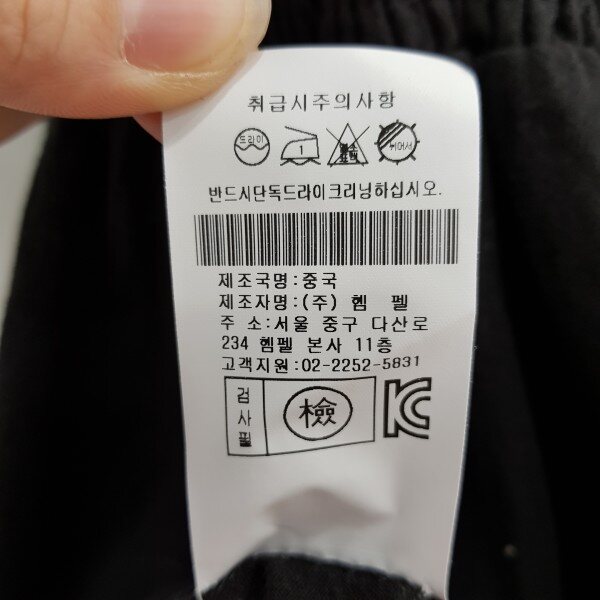 취급시주의사항
드라이 1 염소 표백 뉘어서
반드시단독드라이크리닝하십시오.
제조국명:중국
제조자명:(주) 헴 펠
주 소:서울 중구 다산로
234 헴펠 본사 11층
고객지원:02-2252-5831
검사필 檢